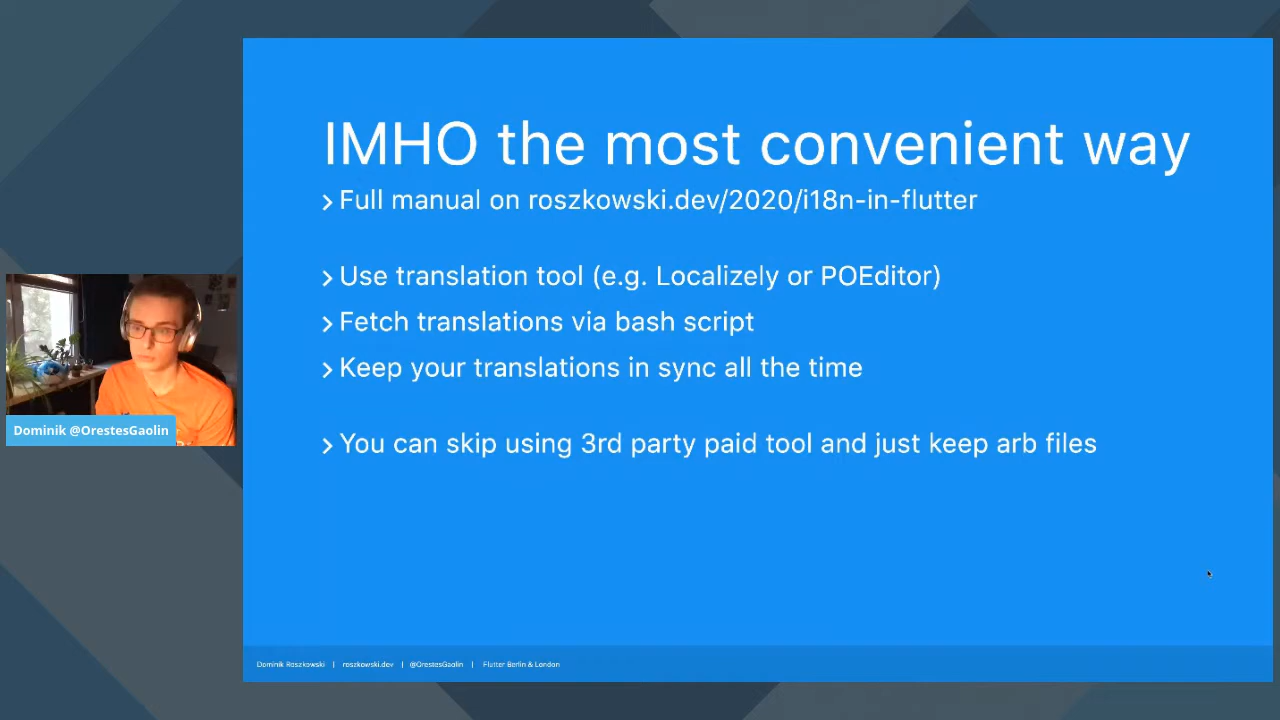 IMHO the most convenient way
Full manual on roszkowski.dev/2020/i18n-in-flutter
Use translation tool (e.g. Localizely or POEditor)
Fetch translations via bash script
Keep your translations in sync all the time
You can skip using 3rd party paid tool and just keep arb files
Dominik @OrestesGaolin
Dominik Roszkowski | roszkowski.dev | @OrestesGaolin | Flutter Berlin & London